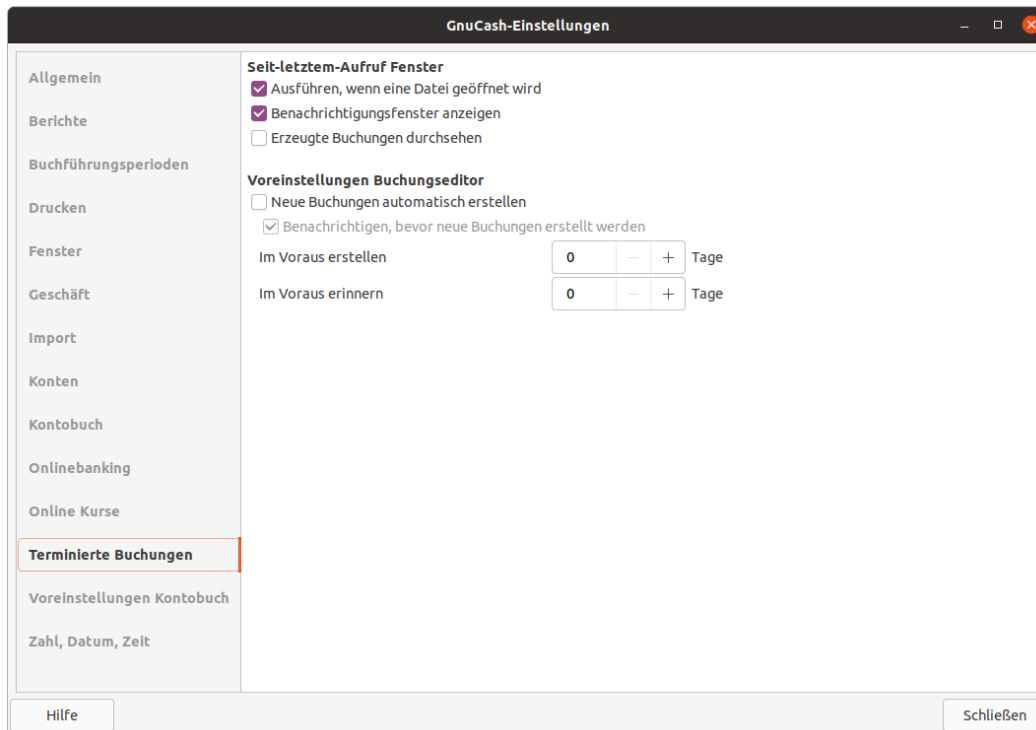 GnuCash-Einstellungen
Allgemein
Berichte
Buchführungsperioden
Drucken
Fenster
Geschäft
Import
Konten
Kontobuch
Onlinebanking
Online Kurse
Terminierte Buchungen
Voreinstellungen Kontobuch
Zahl, Datum, Zeit
Seit-letztem-Aufruf Fenster
Ausführen, wenn eine Datei geöffnet wird
Benachrichtigungsfenster anzeigen
Erzeugte Buchungen durchsehen
Voreinstellungen Buchungseditor
Neue Buchungen automatisch erstellen
Benachrichtigen, bevor neue Buchungen erstellt werden
Im Voraus erstellen 0 − + Tage
Im Voraus erinnern 0 − + Tage
Hilfe
Schließen